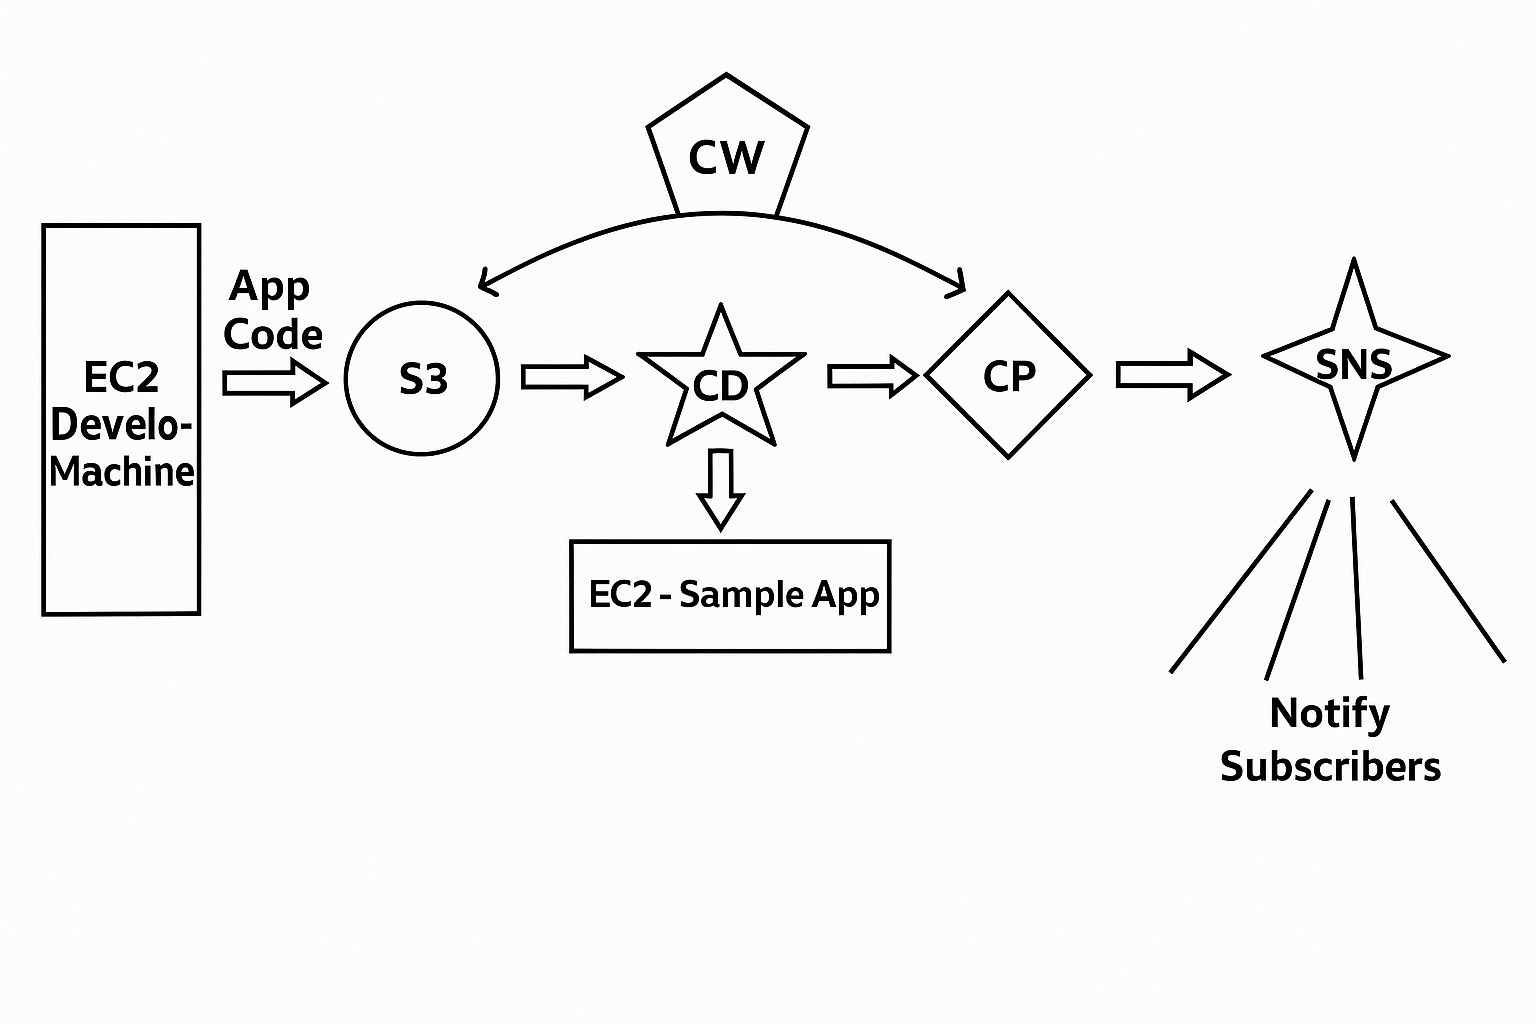 CW
App
Code
EC2
Develo-
Machine
S3
CD
CP
SNS
EC2 - Sample App
Notify
Subscribers